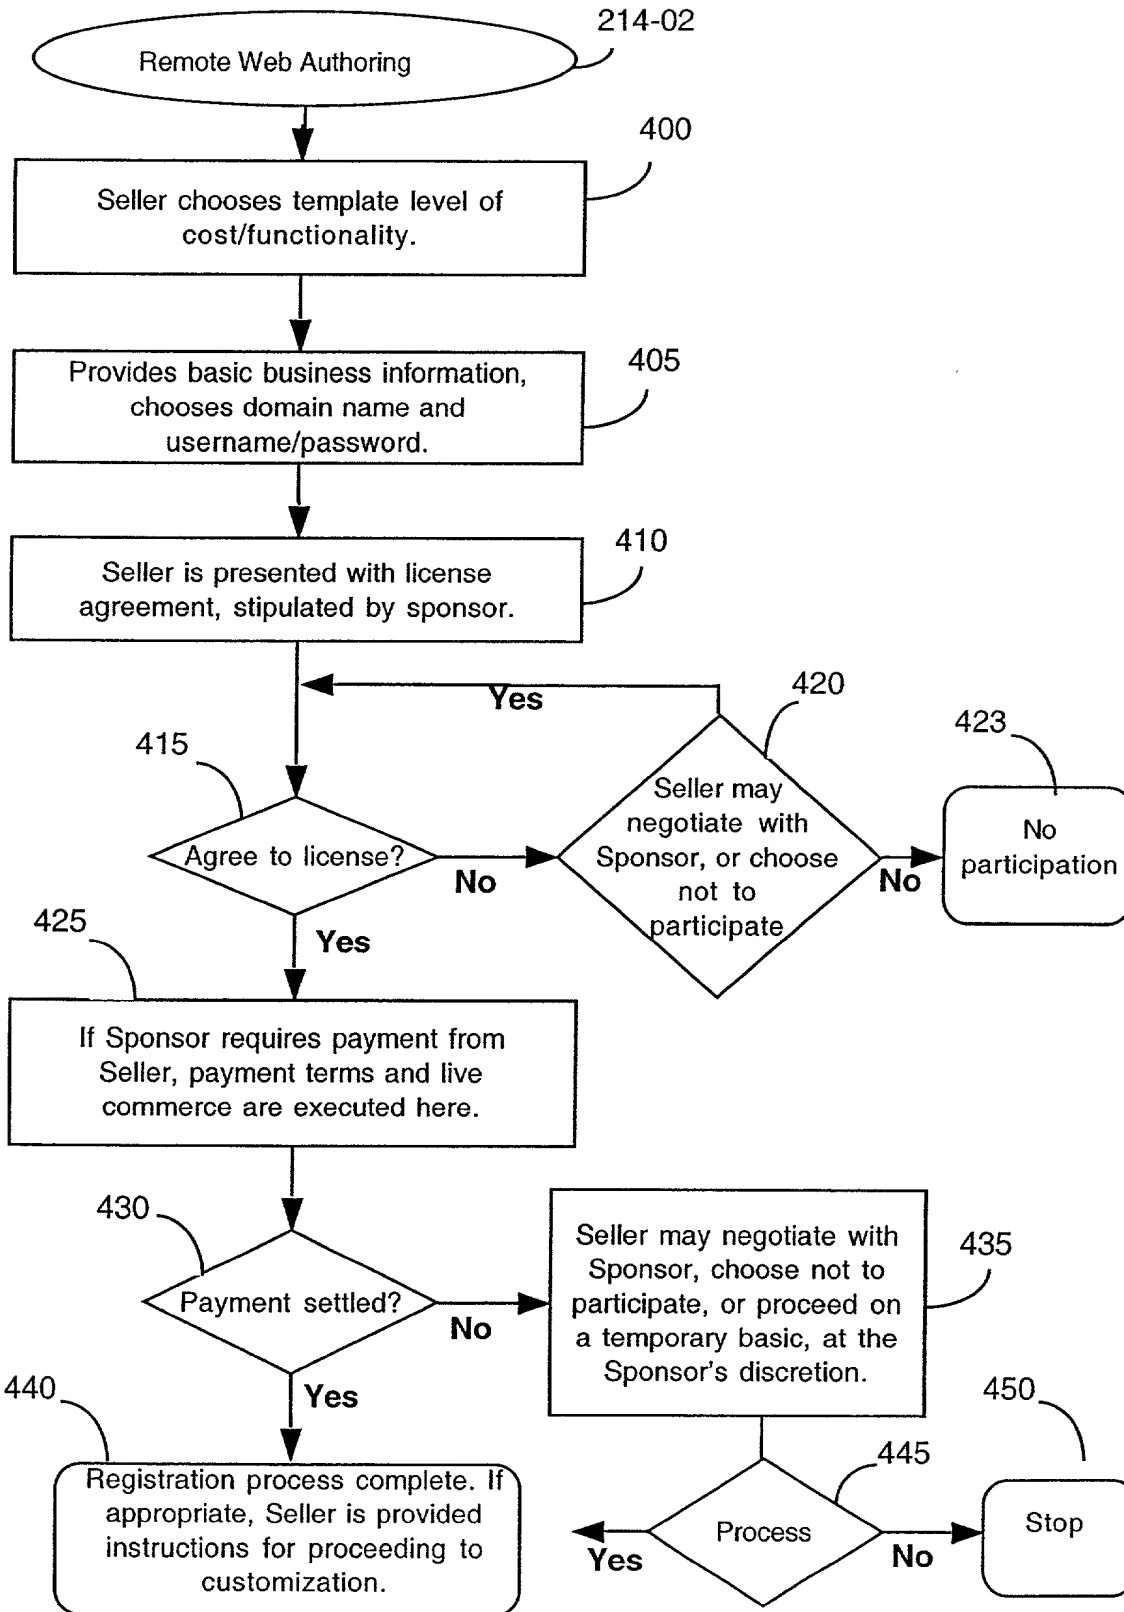 214-02
Remote Web Authoring
400
Seller chooses template level of
cost/functionality.
405
Provides basic business information,
chooses domain name and
username/password.
410
Seller is presented with license
agreement, stipulated by sponsor.
Yes
420
423
415
Seller may
negotiate with
Sponsor, or choose
not to
participate
No
participation
Agree to license?
No
No
425
Yes
If Sponsor requires payment from
Seller, payment terms and live
commerce are executed here.
430
Payment settled?
No
Seller may negotiate with
Sponsor, choose not to
participate, or proceed on
a temporary basic, at the
Sponsor's discretion.
435
440
Yes
450
445
Registration process complete. If
appropriate, Seller is provided
instructions for proceeding to
customization.
Process
Yes
No
Stop